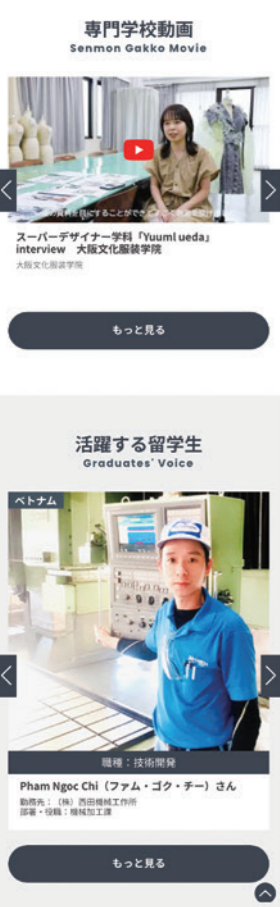 専門学校動画
Senmon Gakko Movie
スーパーデザイナー学科「Yuumi ueda」
interview 大阪文化服装学院
大阪文化服装学院
もっと見る
活躍する留学生
Graduates' Voice
ベトナム
職種：技術開発
Pham Ngoc Chi（ファム・ゴク・チー）さん
勤務先：（株）西田機械工作所
部署・役職：機械加工課
もっと見る